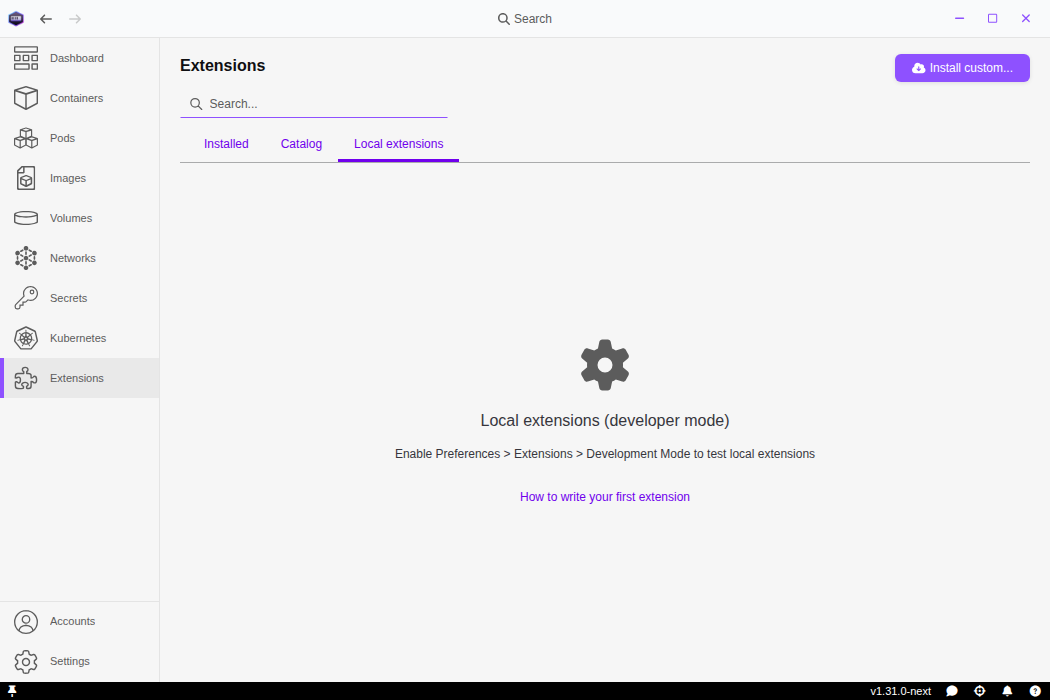 Search
Dashboard
Containers
Pods
Images
Volumes
Networks
Secrets
Kubernetes
Extensions
Accounts
Settings
Extensions
Install custom...
Search...
Installed
Catalog
Local extensions
Local extensions (developer mode)
Enable Preferences > Extensions > Development Mode to test local extensions
How to write your first extension
v1.31.0-next